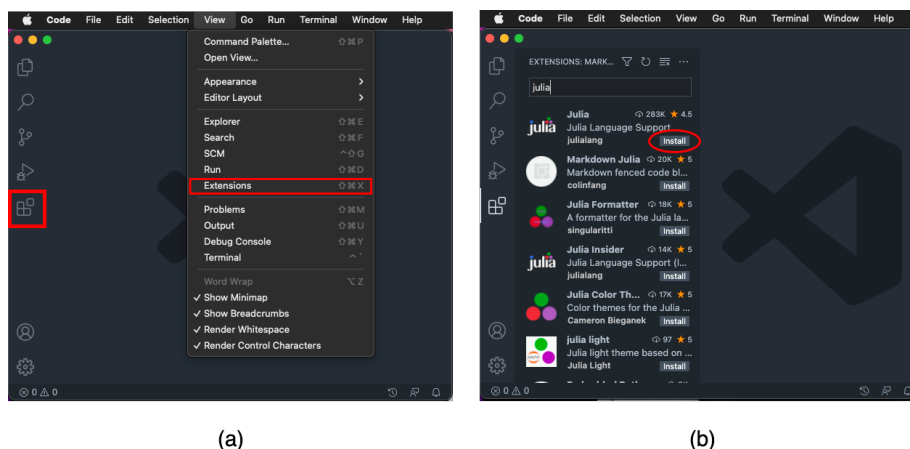 Code File Edit Selection View Go Run Terminal Window Help
Command Palette... ⇧⌘P
Open View...
Appearance >
Editor Layout >
Explorer ⇧⌘E
Search ⇧⌘F
SCM ^⇧G
Run ⇧⌘D
Extensions ⇧⌘X
Problems ⇧⌘M
Output ⇧⌘U
Debug Console ⇧⌘Y
Terminal ^`
Word Wrap ⌥Z
✓ Show Minimap
✓ Show Breadcrumbs
✓ Render Whitespace
✓ Render Control Characters
0 0
(a)
Code File Edit Selection View Go Run Terminal Window Help
EXTENSIONS: MARK... ...
julia
Julia 283K ★ 4.5
julia Julia Language Support
julialang Install
Markdown Julia 20K ★ 5
Markdown fenced code bl...
colinfang Install
Julia Formatter 18K ★ 5
A formatter for the Julia la...
singularitti Install
Julia Insider 14K ★ 5
julia Julia Language Support (I...
julialang Install
Julia Color Th... 17K ★ 5
Color themes for the Julia ...
Cameron Bieganek Install
julia light 97 ★ 5
Julia light theme based on ...
Julia Light Install
0 0
(b)